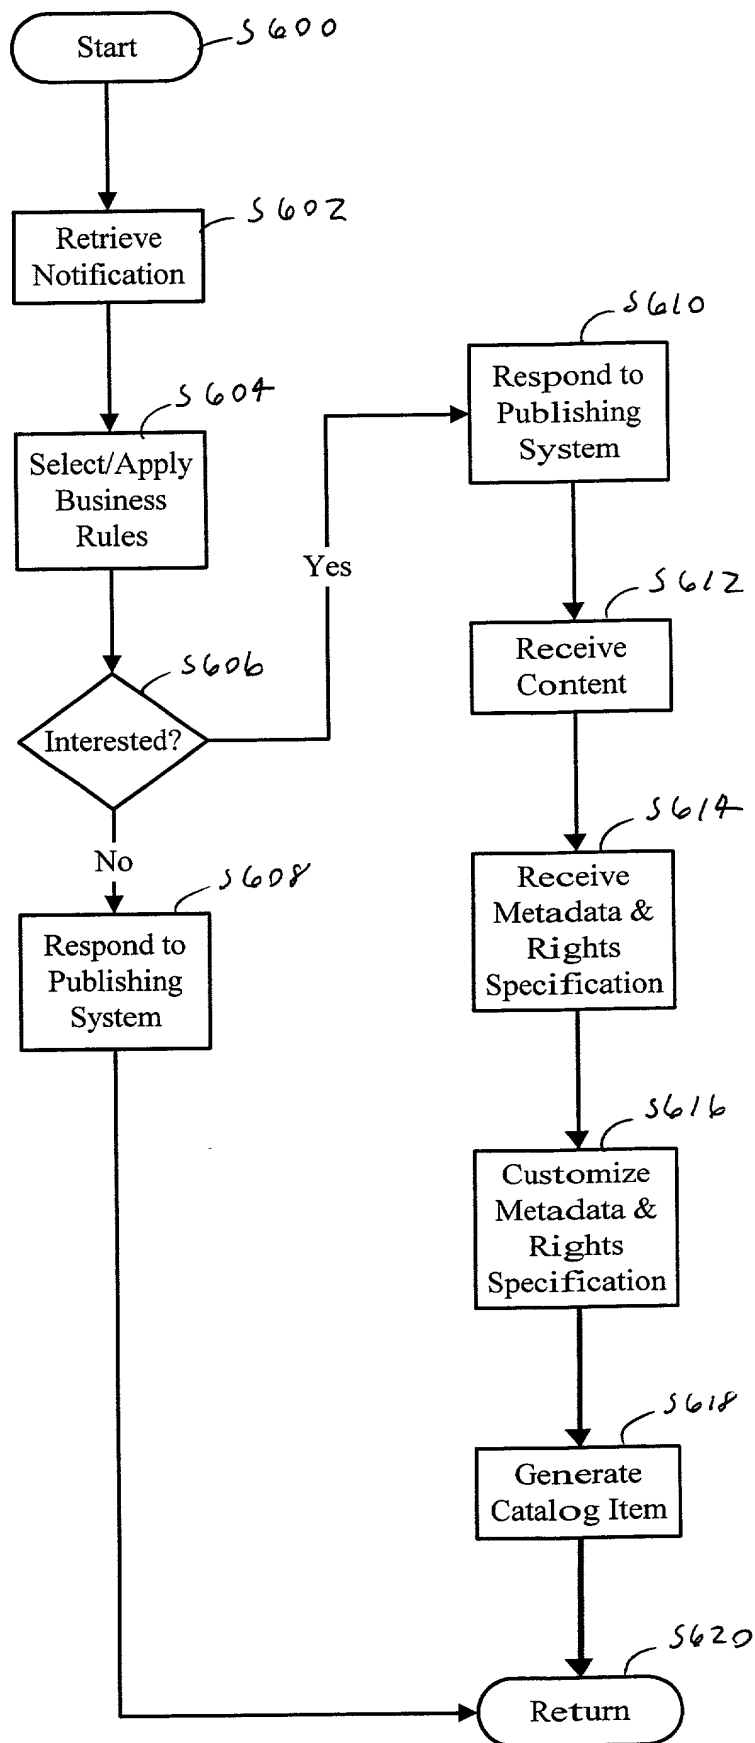 Start
S600
Retrieve
Notification
S602
Select/Apply
Business
Rules
S604
Interested?
S606
Yes
No
Respond to
Publishing
System
S608
Respond to
Publishing
System
S610
Receive
Content
S612
Receive
Metadata &
Rights
Specification
S614
Customize
Metadata &
Rights
Specification
S616
Generate
Catalog Item
S618
Return
S620